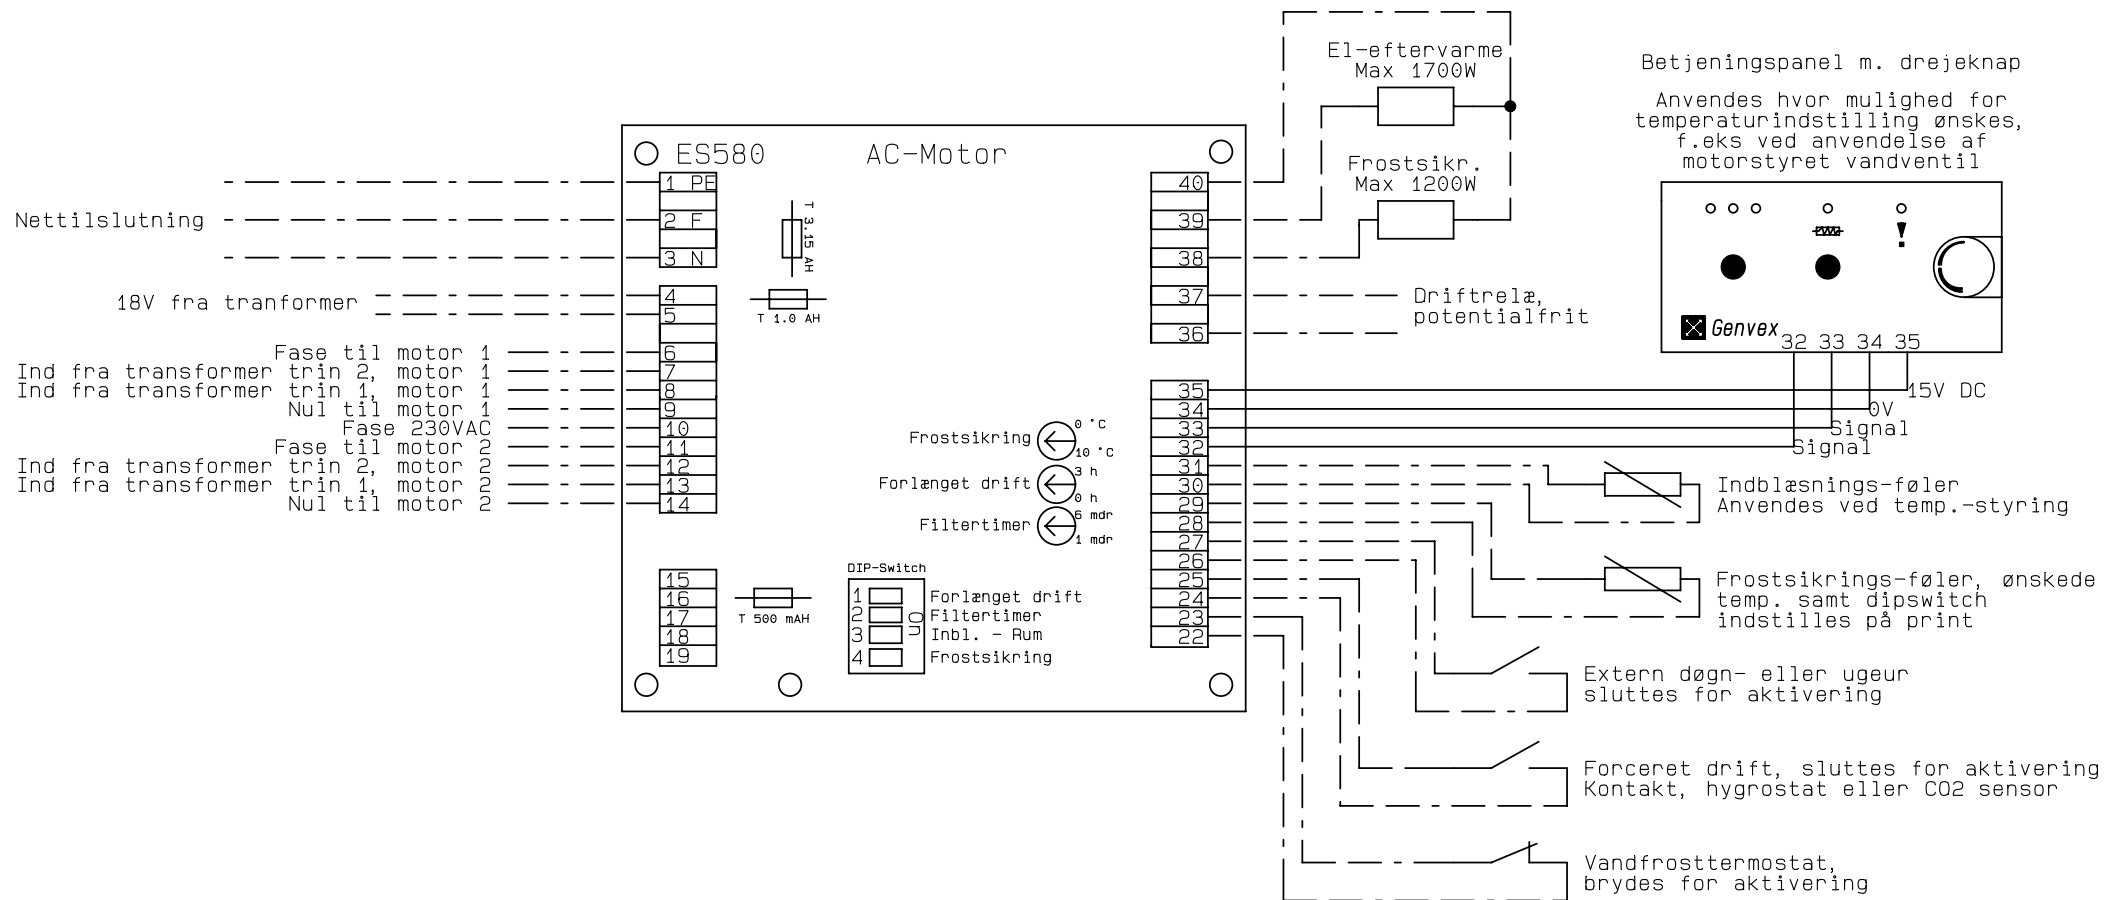 El-eftervarme
Max 1700W
Betjeningspanel m. drejeknap
Anvendes hvor mulighed for
temperaturindstilling ønskes,
f.eks ved anvendelse af
motorstyret vandventil
Frostsikr.
Max 1200W
ES580
AC-Motor
Nettilslutning
1 PE
2 F
3 N
T 3.15 AH
18V fra tranformer
4
5
T 1.0 AH
Fase til motor 1
6
Ind fra transformer trin 2, motor 1
7
Ind fra transformer trin 1, motor 1
8
Nul til motor 1
9
Fase 230VAC
10
Fase til motor 2
11
Ind fra transformer trin 2, motor 2
12
Ind fra transformer trin 1, motor 2
13
Nul til motor 2
14
15
16
17
18
19
T 500 mAH
Frostsikring
0 °C
10 °C
Forlænget drift
3 h
0 h
Filtertimer
6 mdr
1 mdr
DIP-Switch
1
2
3
4
On
Forlænget drift
Filtertimer
Inbl. - Rum
Frostsikring
40
39
38
37
36
Driftrelæ,
potentialfrit
35
34
33
32
31
30
29
28
27
26
25
24
23
22
!
Genvex
32 33 34 35
15V DC
0V
Signal
Signal
Indblæsnings-føler
Anvendes ved temp.-styring
Frostsikrings-føler, ønskede
temp. samt dipswitch
indstilles på print
Extern døgn- eller ugeur
sluttes for aktivering
Forceret drift, sluttes for aktivering
Kontakt, hygrostat eller CO2 sensor
Vandfrosttermostat,
brydes for aktivering